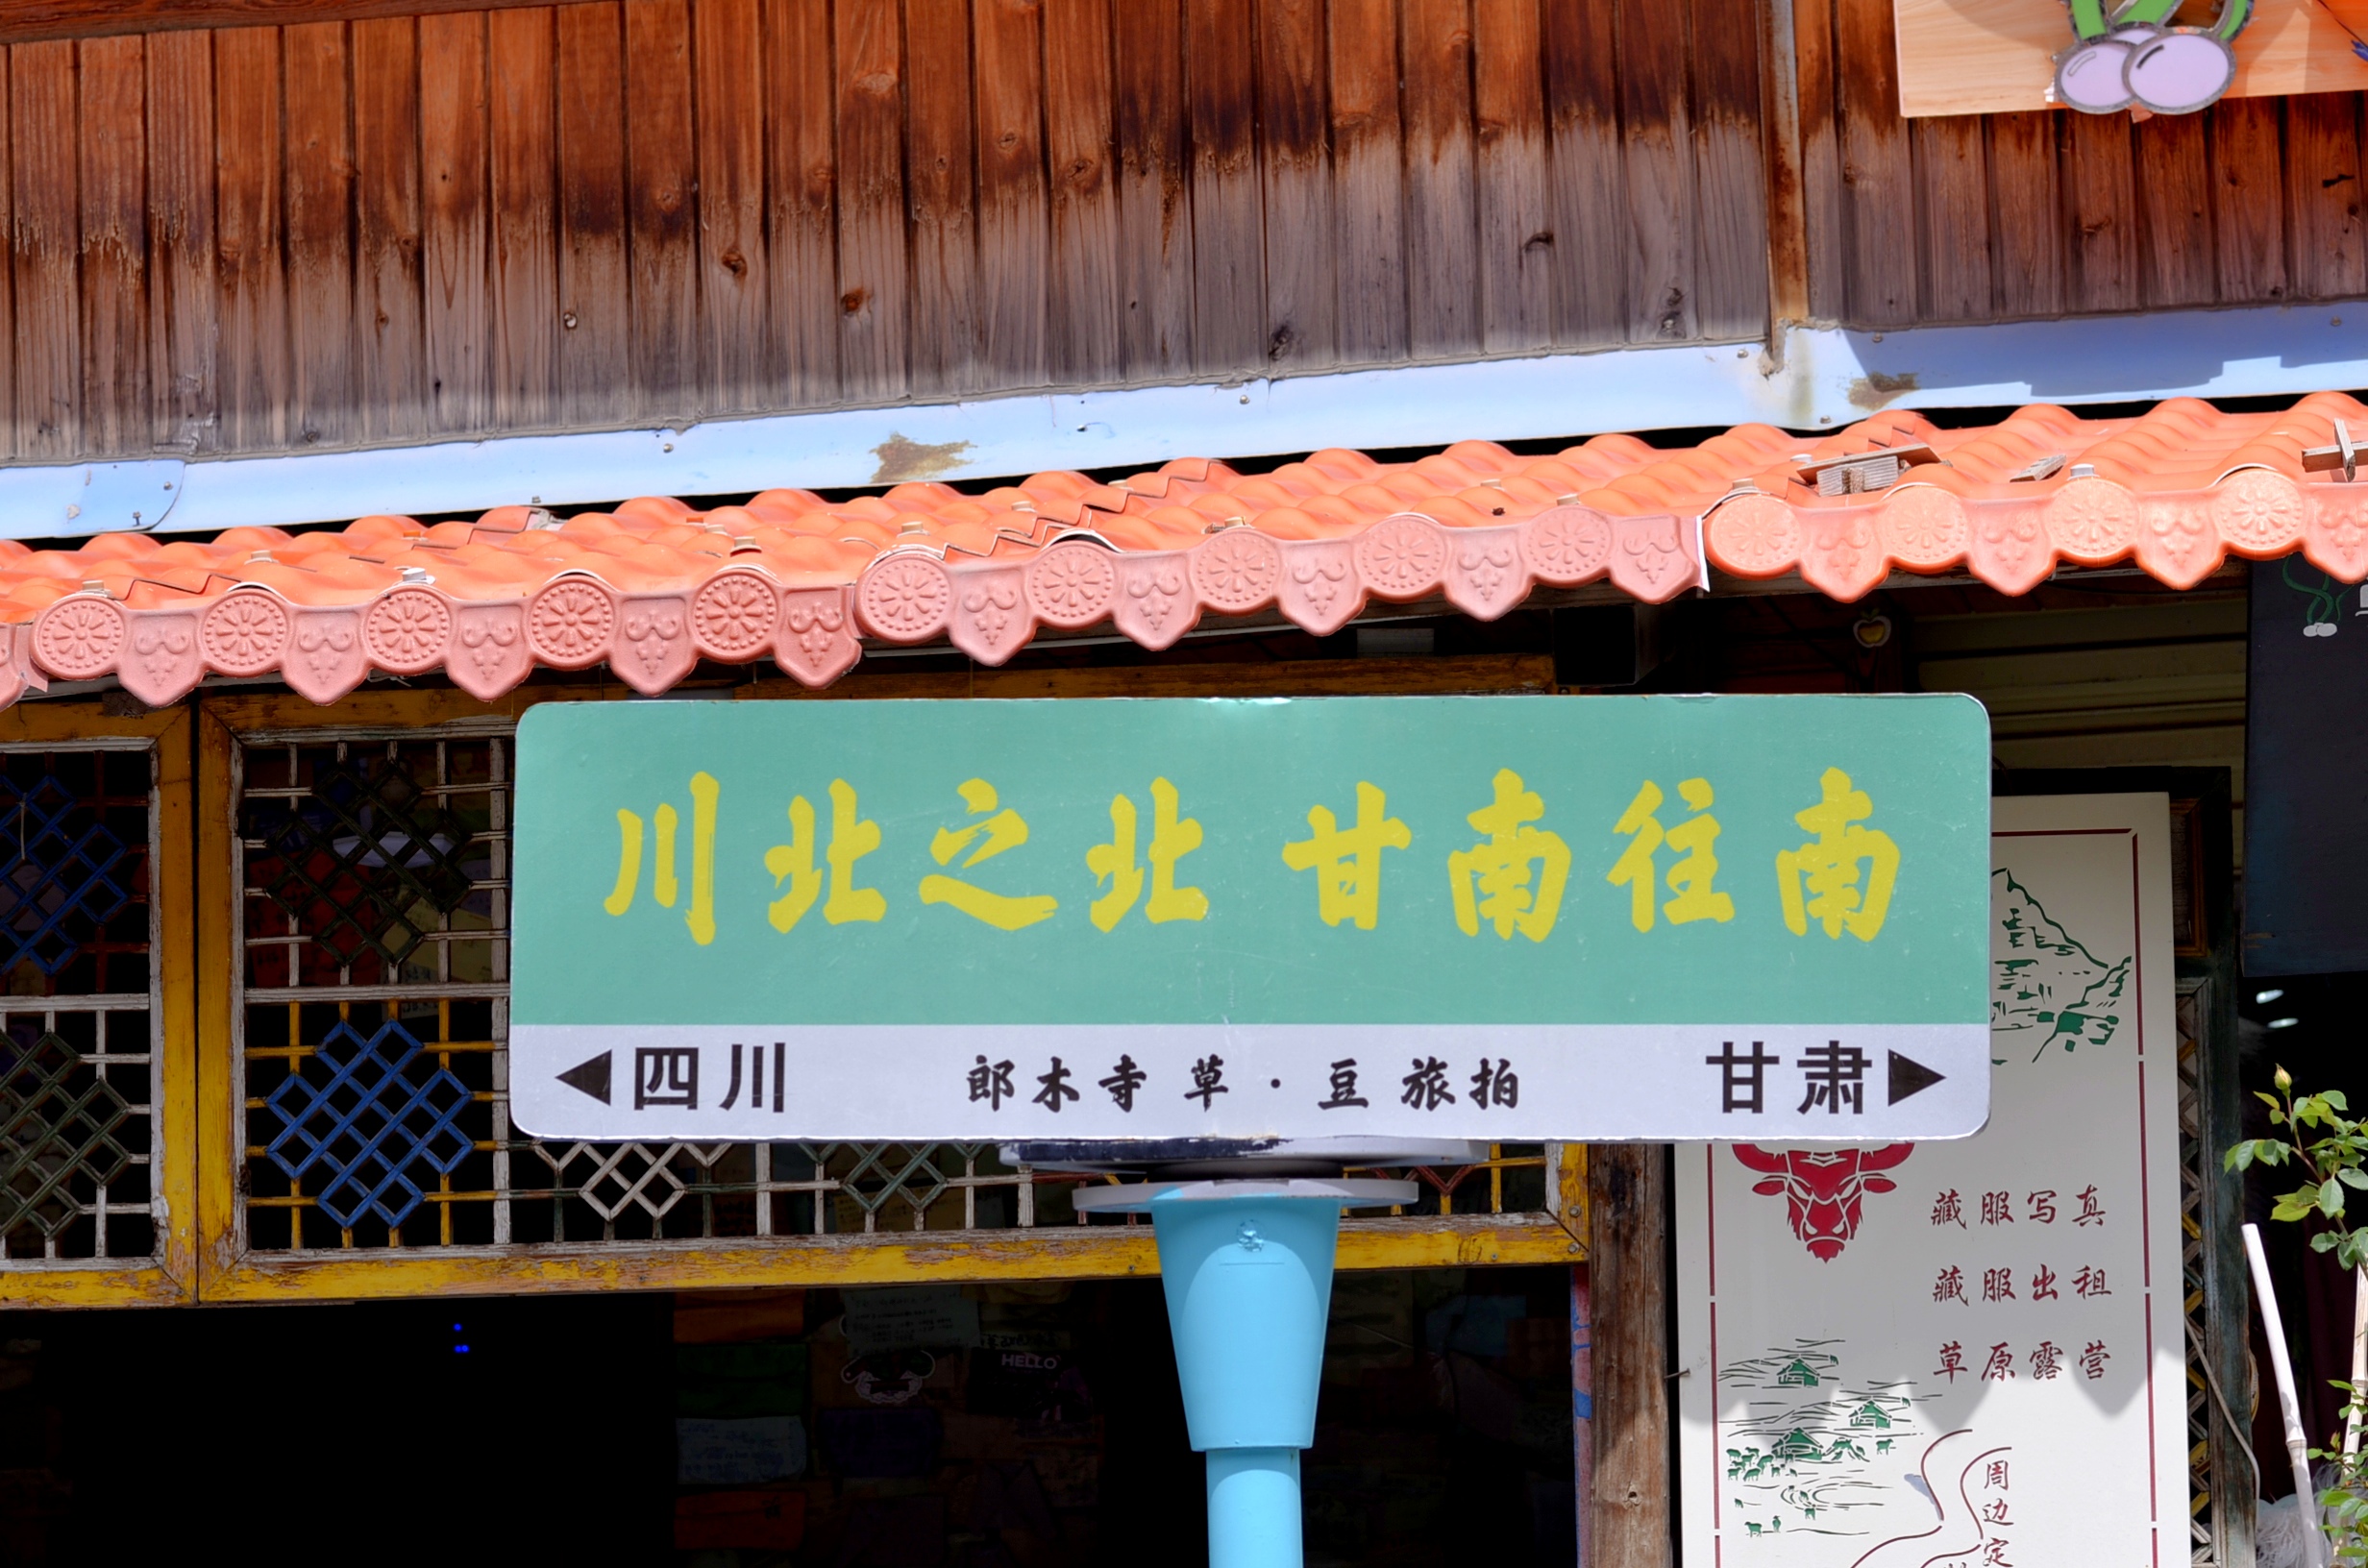 川北之北 甘南往南
◀四川 郎木寺 草·豆 旅拍 甘肃▶
藏服写真
藏服出租
草原露营
周边定
HELLO